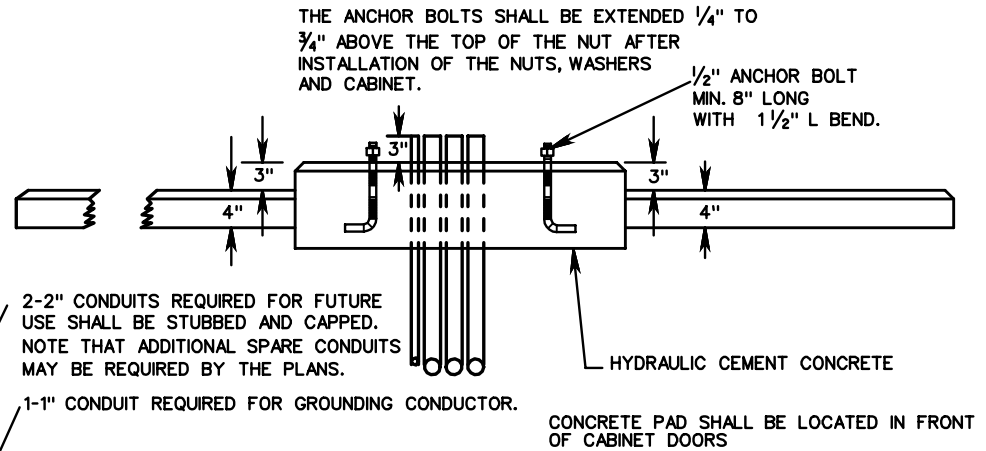 THE ANCHOR BOLTS SHALL BE EXTENDED 1/4" TO
3/4" ABOVE THE TOP OF THE NUT AFTER
INSTALLATION OF THE NUTS, WASHERS
AND CABINET.
1/2" ANCHOR BOLT
MIN. 8" LONG
WITH 1 1/2" L BEND.
3"
3"
3"
4"
4"
2-2" CONDUITS REQUIRED FOR FUTURE
USE SHALL BE STUBBED AND CAPPED.
NOTE THAT ADDITIONAL SPARE CONDUITS
MAY BE REQUIRED BY THE PLANS.
HYDRAULIC CEMENT CONCRETE
1-1" CONDUIT REQUIRED FOR GROUNDING CONDUCTOR.
CONCRETE PAD SHALL BE LOCATED IN FRONT
OF CABINET DOORS